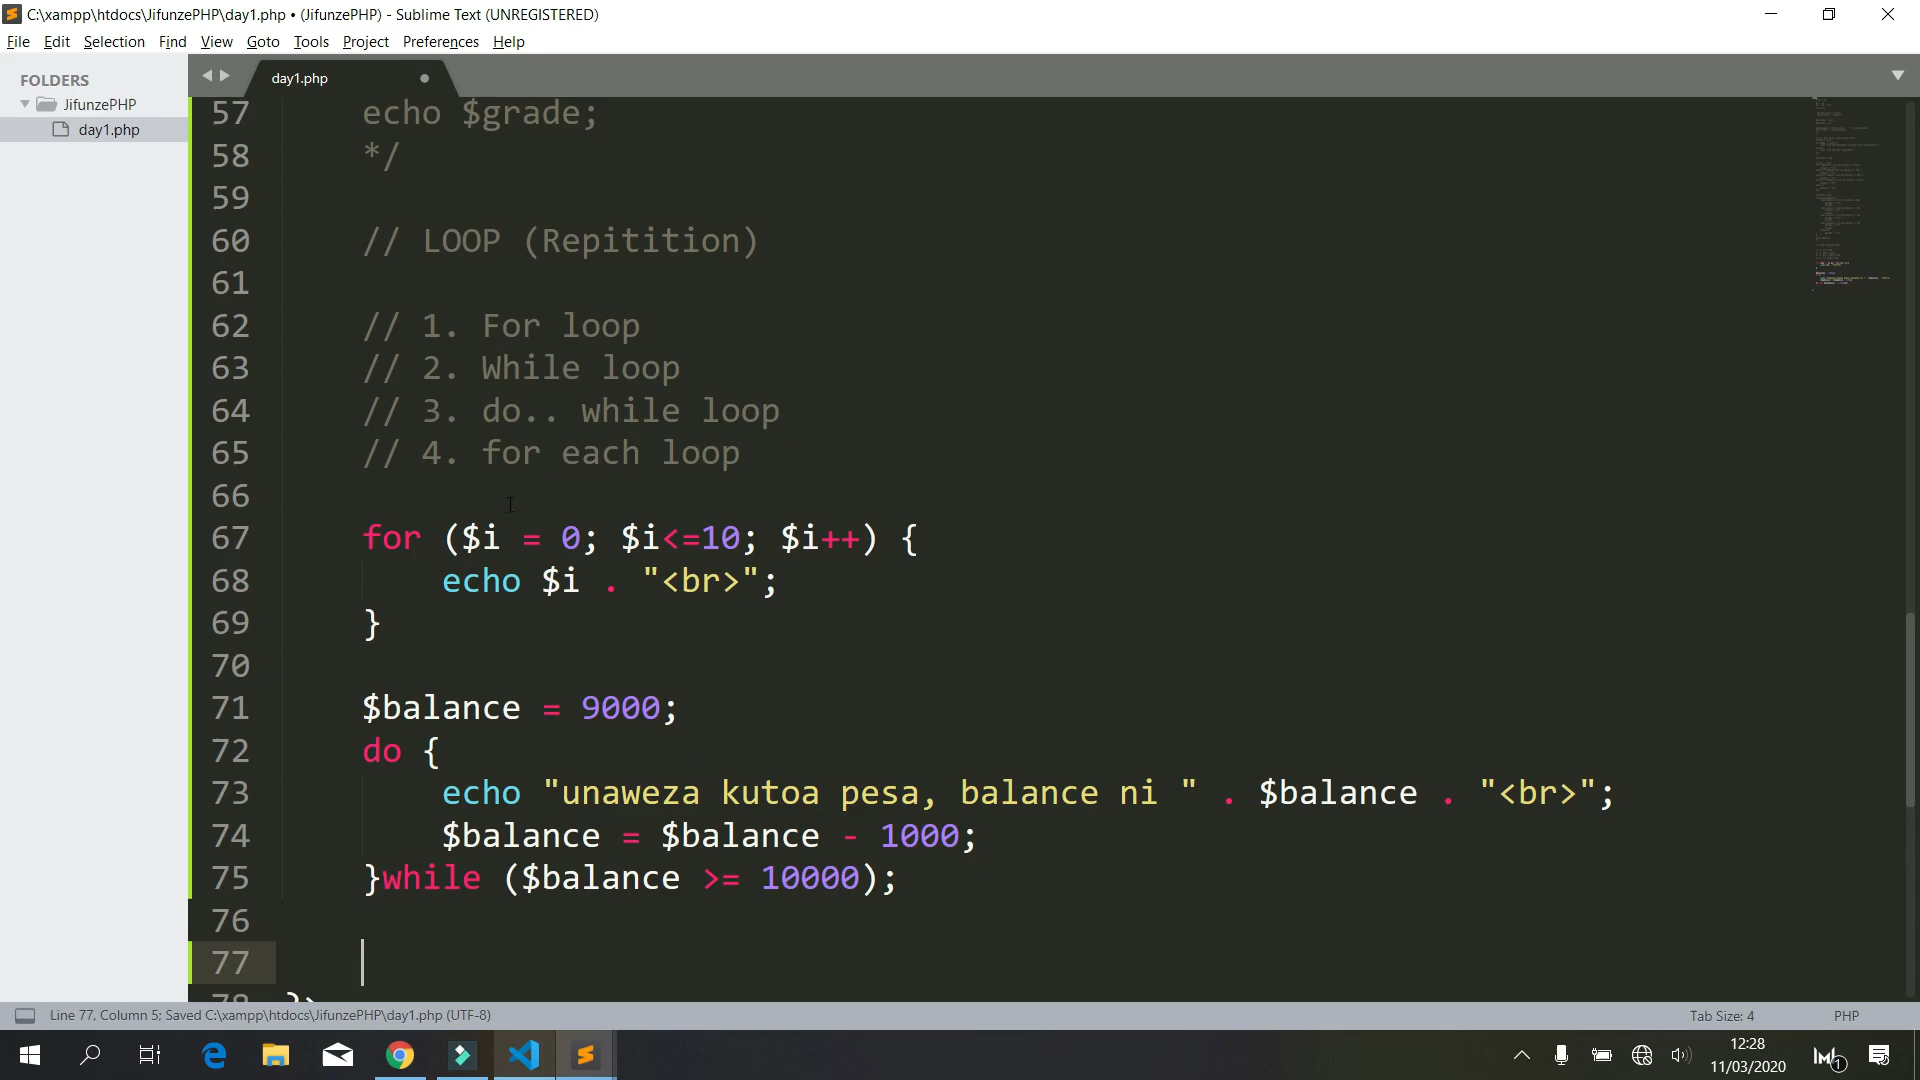 C:\xampp\htdocs\JifunzePHP\day1.php • (JifunzePHP) - Sublime Text (UNREGISTERED)
File Edit Selection Find View Goto Tools Project Preferences Help
FOLDERS
JifunzePHP
day1.php
day1.php
57 echo $grade;
58 */
59
60 // LOOP (Repitition)
61
62 // 1. For loop
63 // 2. While loop
64 // 3. do.. while loop
65 // 4. for each loop
66
67 for ($i = 0; $i<=10; $i++) {
68 echo $i . "<br>";
69 }
70
71 $balance = 9000;
72 do {
73 echo "unaweza kutoa pesa, balance ni " . $balance . "<br>";
74 $balance = $balance - 1000;
75 }while ($balance >= 10000);
76
77
78 ?>
Line 77, Column 5; Saved C:\xampp\htdocs\JifunzePHP\day1.php (UTF-8)
Tab Size: 4
PHP
12:28
11/03/2020
1